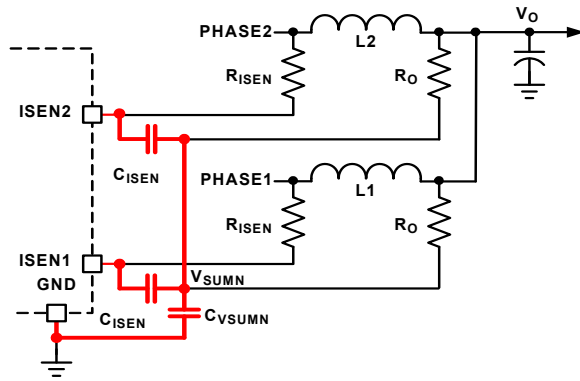 PHASE2
L2
VO
RISEN
RO
ISEN2
CISEN
PHASE1
L1
RISEN
RO
ISEN1
VSUMN
GND
CISEN
CVSUMN